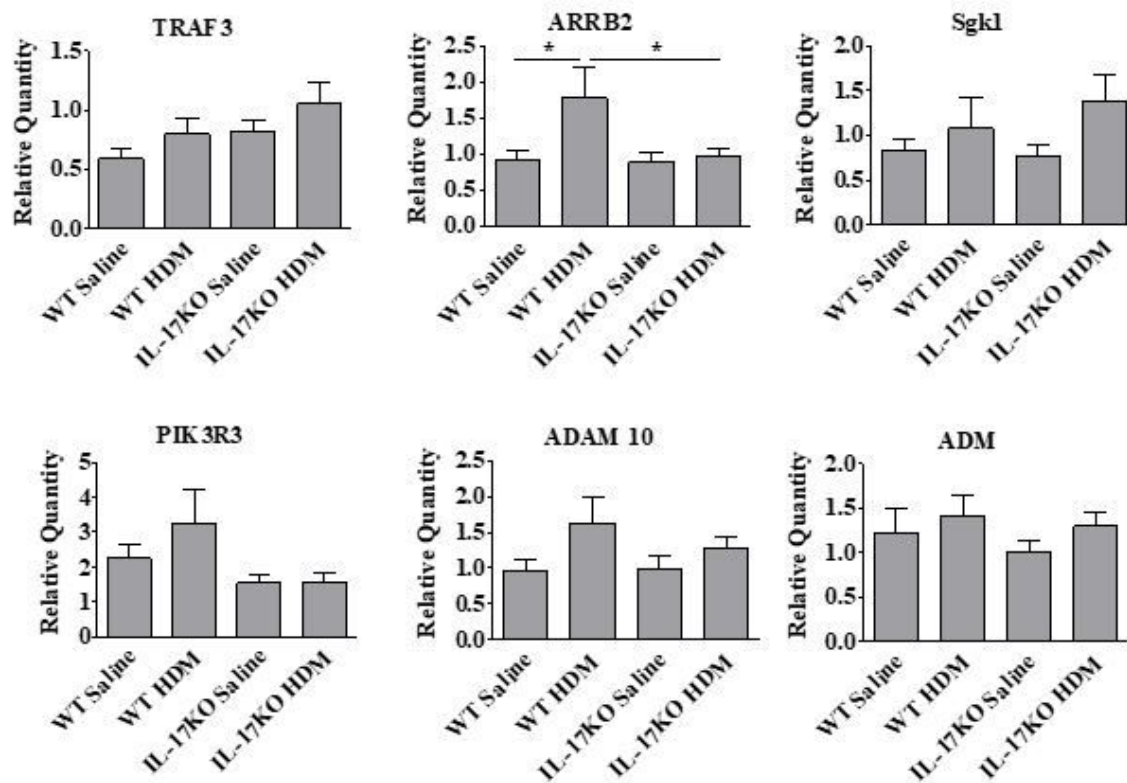 TRAF3
Relative Quantity
1.5
1.0
0.5
0.0
WT Saline
WT HDM
IL-17KO Saline
IL-17KO HDM
ARRB2
Relative Quantity
2.5
2.0
1.5
1.0
0.5
0.0
*
*
WT Saline
WT HDM
IL-17KO Saline
IL-17KO HDM
Sgk1
Relative Quantity
2.0
1.5
1.0
0.5
0.0
WT Saline
WT HDM
IL-17KO Saline
IL-17KO HDM
PIK3R3
Relative Quantity
5
4
3
2
1
0
WT Saline
WT HDM
IL-17KO Saline
IL-17KO HDM
ADAM 10
Relative Quantity
2.5
2.0
1.5
1.0
0.5
0.0
WT Saline
WT HDM
IL-17KO Saline
IL-17KO HDM
ADM
Relative Quantity
2.0
1.5
1.0
0.5
0.0
WT Saline
WT HDM
IL-17KO Saline
IL-17KO HDM